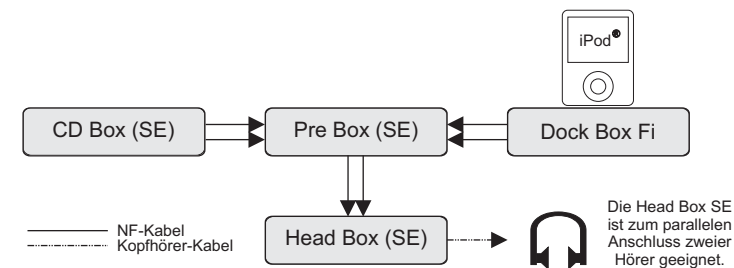 iPod®
CD Box (SE)
Pre Box (SE)
Dock Box Fi
NF-Kabel
Kopfhörer-Kabel
Head Box (SE)
Die Head Box SE
ist zum parallelen
Anschluss zweier
Hörer geeignet.